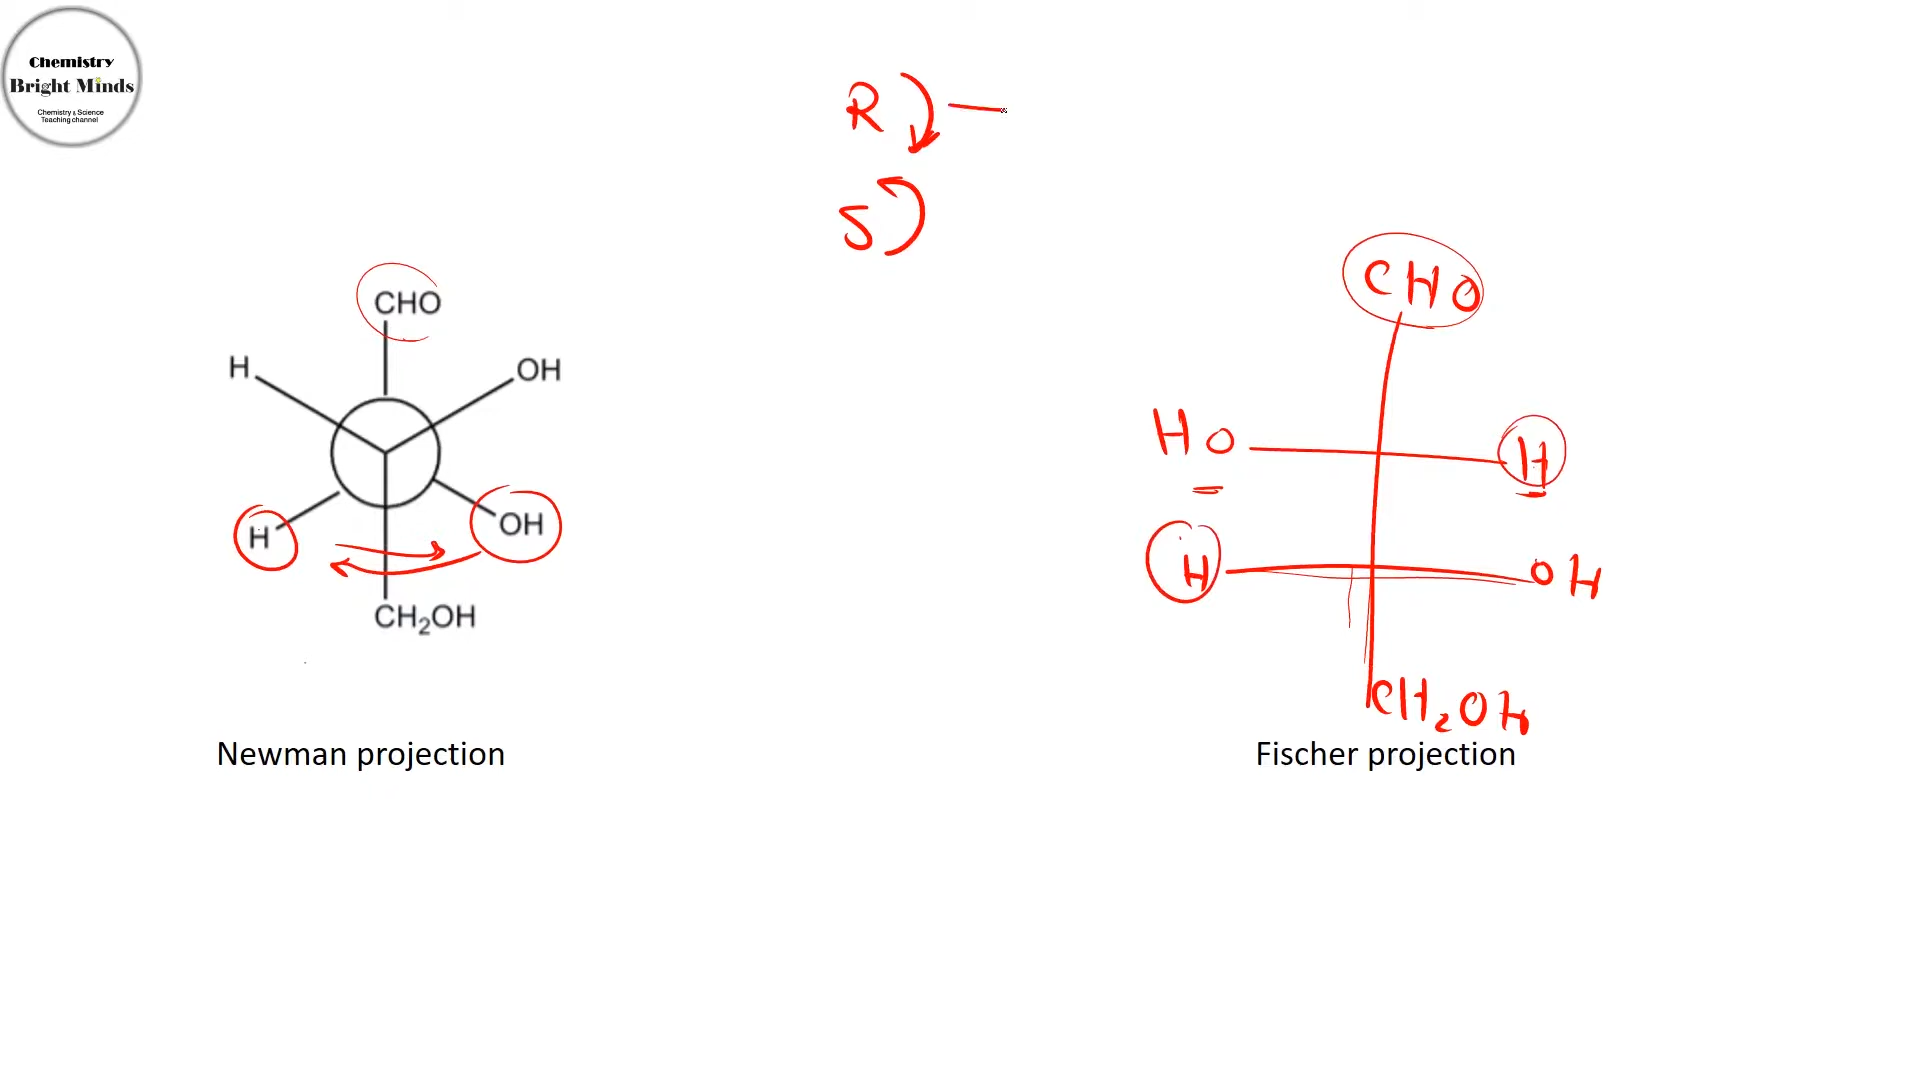 Chemistry
Bright Minds
Chemistry & Science
Teaching channel
R
S
CHO
H
OH
H
OH
CH₂OH
Newman projection
CHO
HO
H
H
OH
CH₂OH
Fischer projection